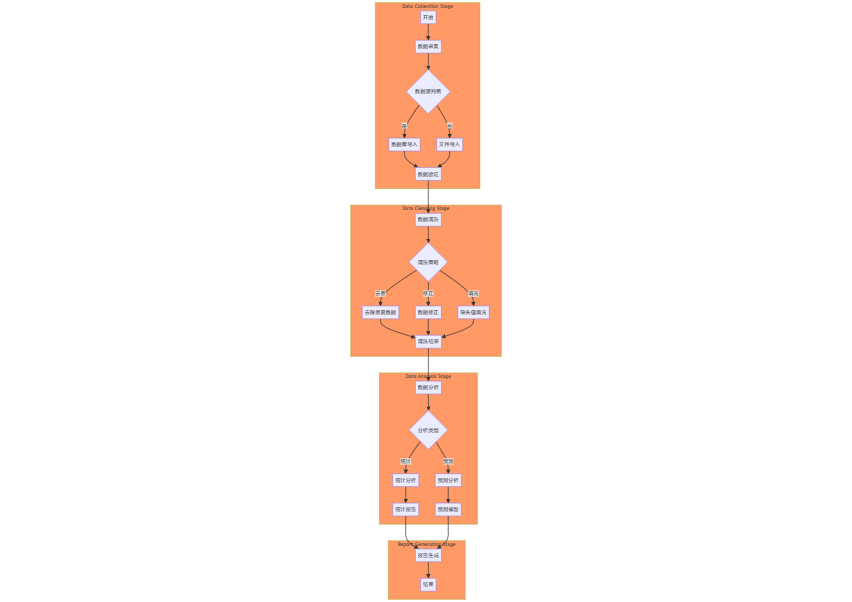 Data Collection Stage
开始
数据采集
数据源判断
是
否
数据库导入
文件导入
数据验证
Data Cleaning Stage
数据清洗
清洗策略
去重
修正
填充
去除重复数据
数据修正
缺失值填充
清洗结果
Data Analysis Stage
数据分析
分析类型
统计
预测
统计分析
预测分析
统计报告
预测模型
Report Generation Stage
报告生成
结束